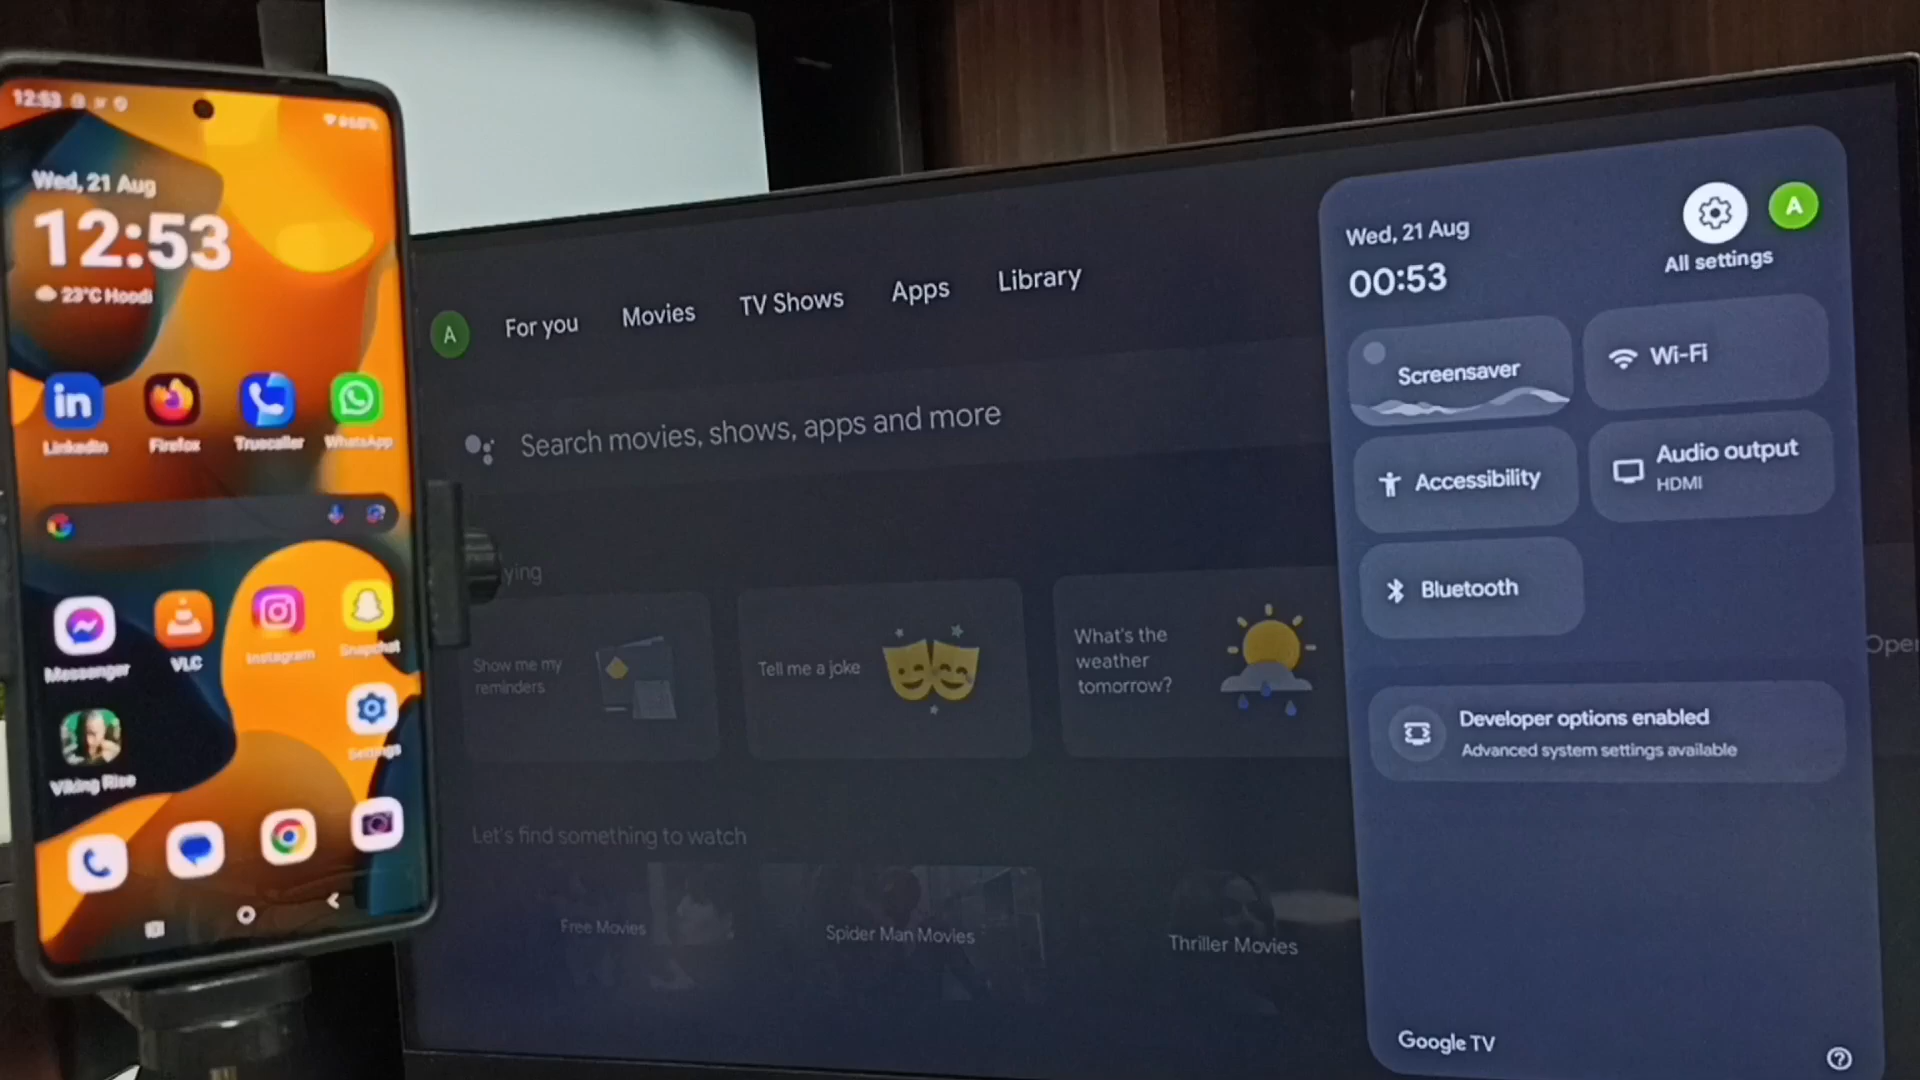 12:53
Wed, 21 Aug
12:53
23°C Hoodi
LinkedIn
Firefox
Truecaller
WhatsApp
Messenger
VLC
Instagram
Snapchat
Viking Rise
Settings
A
For you
Movies
TV Shows
Apps
Library
Search movies, shows, apps and more
ying
Show me my
reminders
Tell me a joke
What's the
weather
tomorrow?
Let's find something to watch
Free Movies
Spider Man Movies
Thriller Movies
Wed, 21 Aug
00:53
A
All settings
Screensaver
Wi-Fi
Accessibility
Audio output
HDMI
Bluetooth
Developer options enabled
Advanced system settings available
Google TV
Open